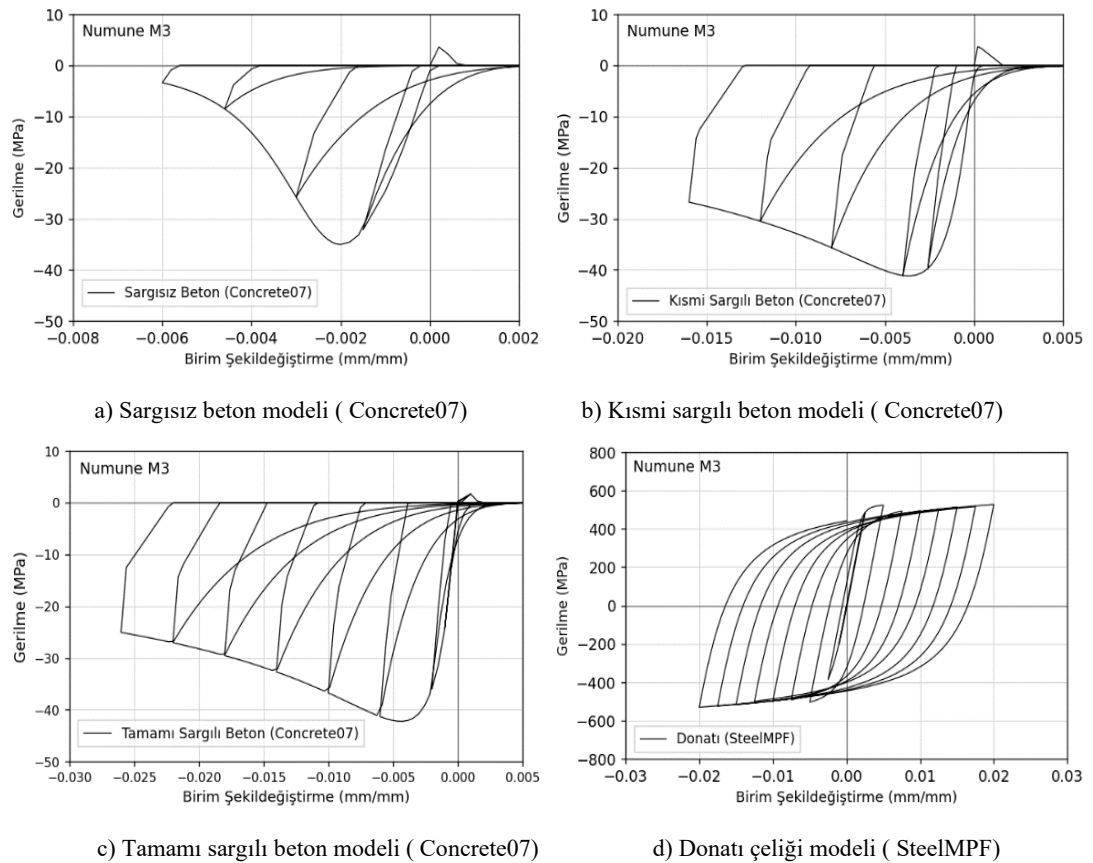 10
Numune M3
0
−10
−20
−30
−40
−50
Gerilme (MPa)
Sargısız Beton (Concrete07)
−0.008 −0.006 −0.004 −0.002 0.000 0.002
Birim Şekildeğiştirme (mm/mm)
a) Sargısız beton modeli ( Concrete07)
10
Numune M3
0
−10
−20
−30
−40
−50
Gerilme (MPa)
Kısmi Sargılı Beton (Concrete07)
−0.020 −0.015 −0.010 −0.005 0.000 0.005
Birim Şekildeğiştirme (mm/mm)
b) Kısmi sargılı beton modeli ( Concrete07)
10
Numune M3
0
−10
−20
−30
−40
−50
Gerilme (MPa)
Tamamı Sargılı Beton (Concrete07)
−0.030 −0.025 −0.020 −0.015 −0.010 −0.005 0.000 0.005
Birim Şekildeğiştirme (mm/mm)
c) Tamamı sargılı beton modeli ( Concrete07)
800
Numune M3
600
400
200
0
−200
−400
−600
−800
Gerilme (MPa)
Donatı (SteelMPF)
−0.03 −0.02 −0.01 0.00 0.01 0.02 0.03
Birim Şekildeğiştirme (mm/mm)
d) Donatı çeliği modeli ( SteelMPF)